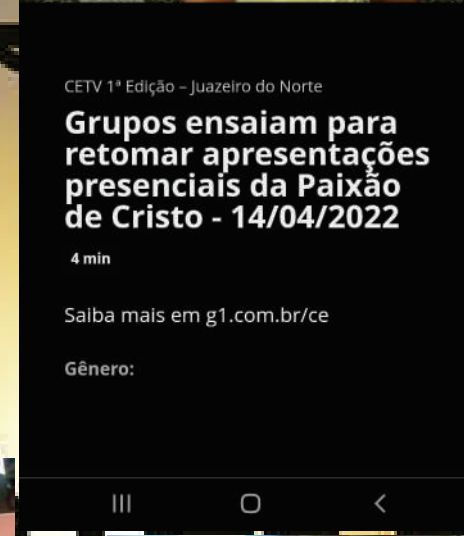 CETV 1ª Edição – Juazeiro do Norte
Grupos ensaiam para
retomar apresentações
presenciais da Paixão
de Cristo - 14/04/2022
4 min
Saiba mais em g1.com.br/ce
Gênero: